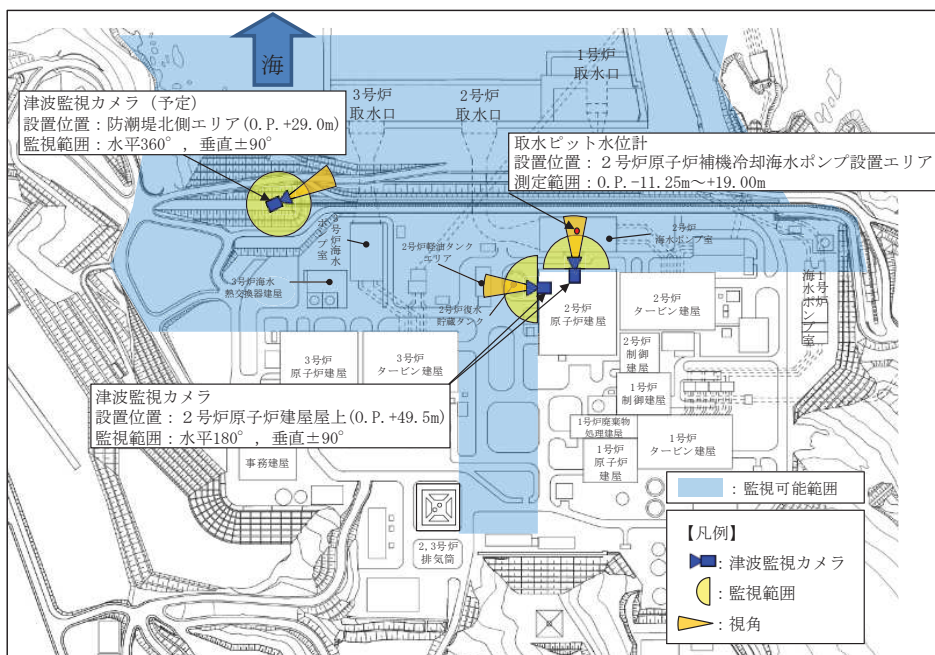 海
津波監視カメラ（予定）
設置位置：防潮堤北側エリア(O.P.+29.0m)
監視範囲：水平360°，垂直±90°
3号炉
取水口
2号炉
取水口
1号炉
取水口
取水ピット水位計
設置位置：２号炉原子炉補機冷却海水ポンプ設置エリア
測定範囲：O.P.-11.25m～+19.00m
3号炉海水
ポンプ室
2号炉軽油タンク
エリア
2号炉
海水ポンプ室
3号炉海水
熱交換器建屋
2号炉復水
貯蔵タンク
2号炉
原子炉建屋
2号炉
タービン建屋
1号炉
海水ポンプ室
2号炉
制御
建屋
3号炉
原子炉建屋
3号炉
タービン建屋
1号炉
制御建屋
津波監視カメラ
設置位置：２号炉原子炉建屋屋上(O.P.+49.5m)
監視範囲：水平180°，垂直±90°
1号炉廃棄物
処理建屋
1号炉
原子炉
建屋
1号炉
タービン建屋
事務建屋
2,3号炉
排気筒
：監視可能範囲
【凡例】
：津波監視カメラ
：監視範囲
：視角